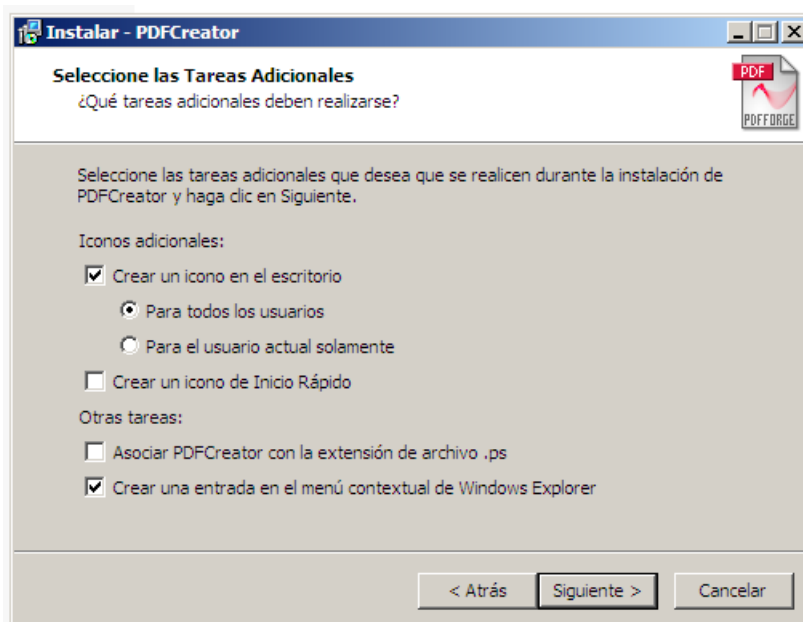 Instalar - PDFCreator
Seleccione las Tareas Adicionales
¿Qué tareas adicionales deben realizarse?
PDF
PDFFORGE
Seleccione las tareas adicionales que desea que se realicen durante la instalación de
PDFCreator y haga clic en Siguiente.
Iconos adicionales:
Crear un icono en el escritorio
Para todos los usuarios
Para el usuario actual solamente
Crear un icono de Inicio Rápido
Otras tareas:
Asociar PDFCreator con la extensión de archivo .ps
Crear una entrada en el menú contextual de Windows Explorer
< Atrás Siguiente > Cancelar